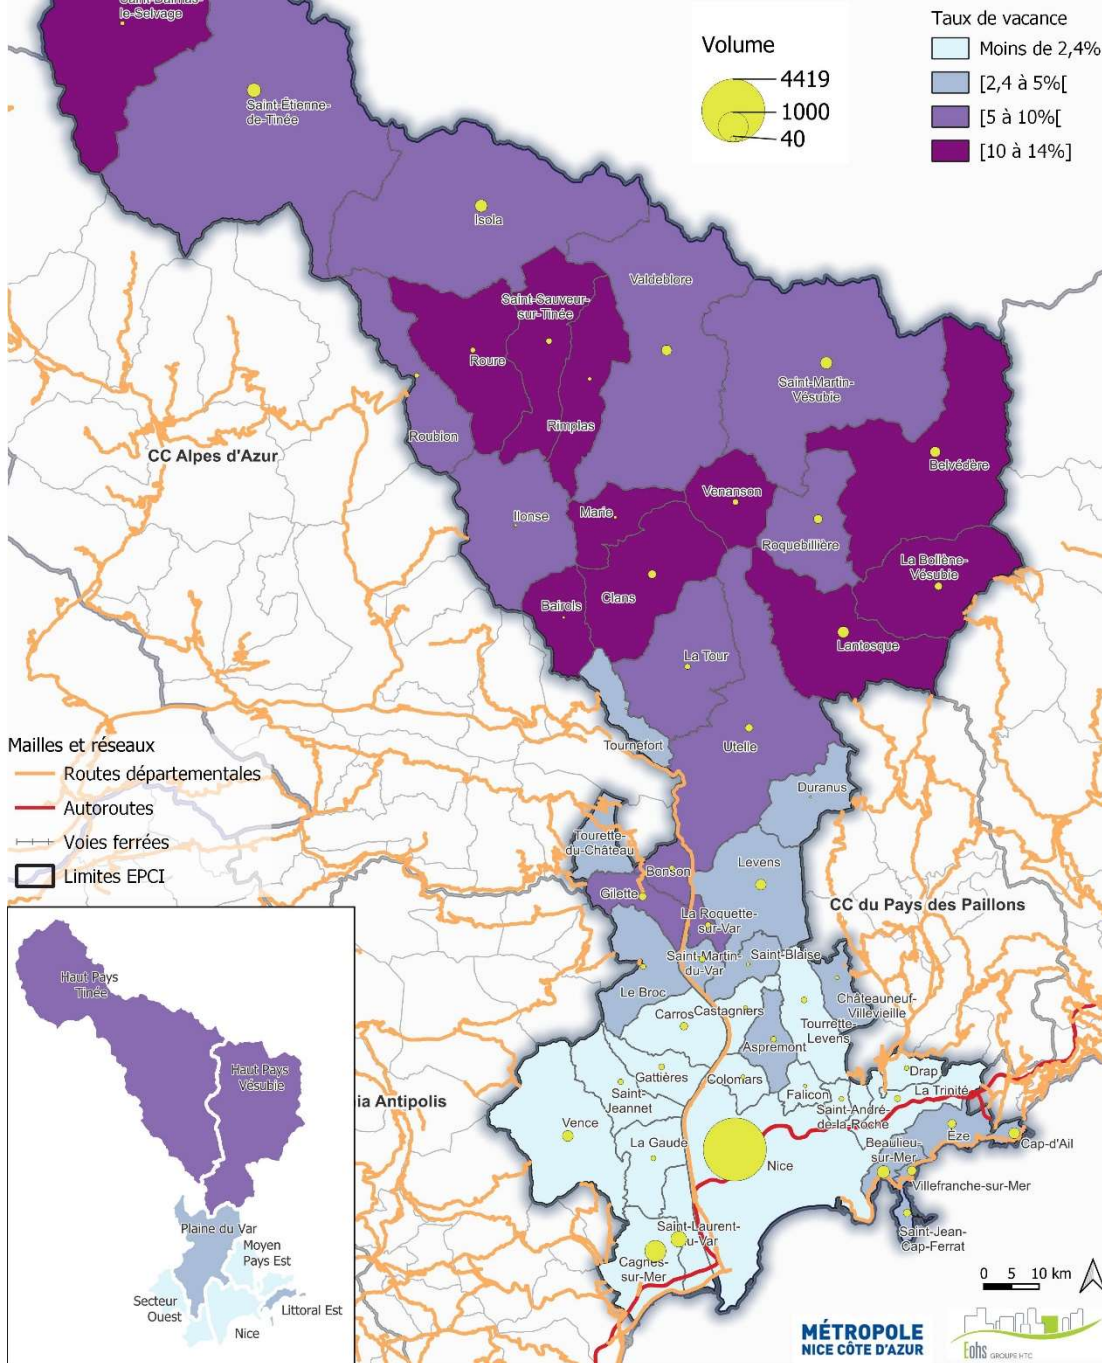 Saint-Dalmas-
le-Selvage
Volume
4419
1000
40
Taux de vacance
Moins de 2,4%
[2,4 à 5%[
[5 à 10%[
[10 à 14%]
Saint-Étienne-
de-Tinée
Isola
Valdeblore
Saint-Sauveur-
sur-Tinée
Roure
Saint-Martin-
Vésubie
Rimplas
Roubion
CC Alpes d'Azur
Belvédère
Venanson
Ilonse
Marie
Roquebillière
La Bollène-
Vésubie
Clans
Bairols
Lantosque
La Tour
Tournefort
Utelle
Duranus
Mailles et réseaux
Routes départementales
Autoroutes
Voies ferrées
Limites EPCI
Tourette-
du-Château
Levens
Bonson
Gilette
CC du Pays des Paillons
La Roquette-
sur-Var
Saint-Martin-
du-Var
Saint-Blaise
Le Broc
Châteauneuf-
Villevieille
Carros
Castagniers
Tourrette-
Levens
Aspremont
Drap
Gattières
Colomars
Falicon
La Trinité
Saint-
Jeannet
Saint-André-
de-la-Roche
ia Antipolis
Vence
La Gaude
Nice
Beaulieu-
sur-Mer
Èze
Cap-d'Ail
Villefranche-sur-Mer
Saint-Jean-
Cap-Ferrat
Saint-Laurent-
du-Var
Cagnes-
sur-Mer
Haut Pays
Tinée
Haut Pays
Vésubie
Plaine du Var
Moyen
Pays Est
Secteur
Ouest
Littoral Est
Nice
0 5 10 km
MÉTROPOLE
NICE CÔTE D'AZUR
Eohs GROUPE HTC